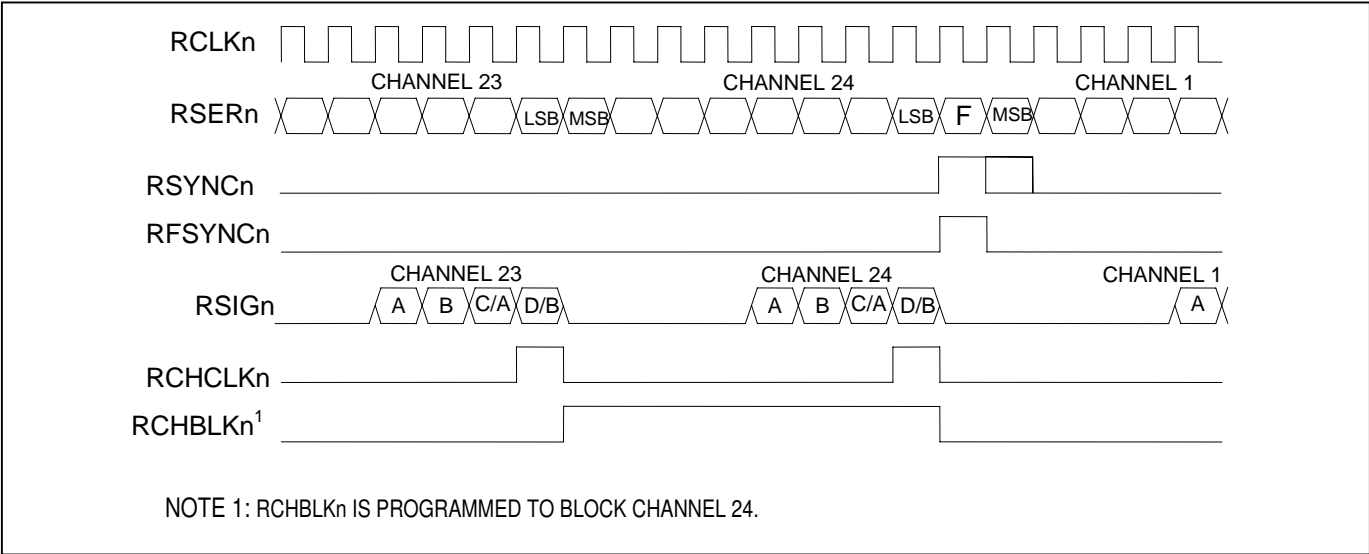 RCLKn
CHANNEL 23 CHANNEL 24 CHANNEL 1
RSERn LSB MSB LSB F MSB
RSYNCn
RFSYNCn
CHANNEL 23 CHANNEL 24 CHANNEL 1
RSIGn A B C/A D/B A B C/A D/B A
RCHCLKn
RCHBLKn¹
NOTE 1: RCHBLKn IS PROGRAMMED TO BLOCK CHANNEL 24.